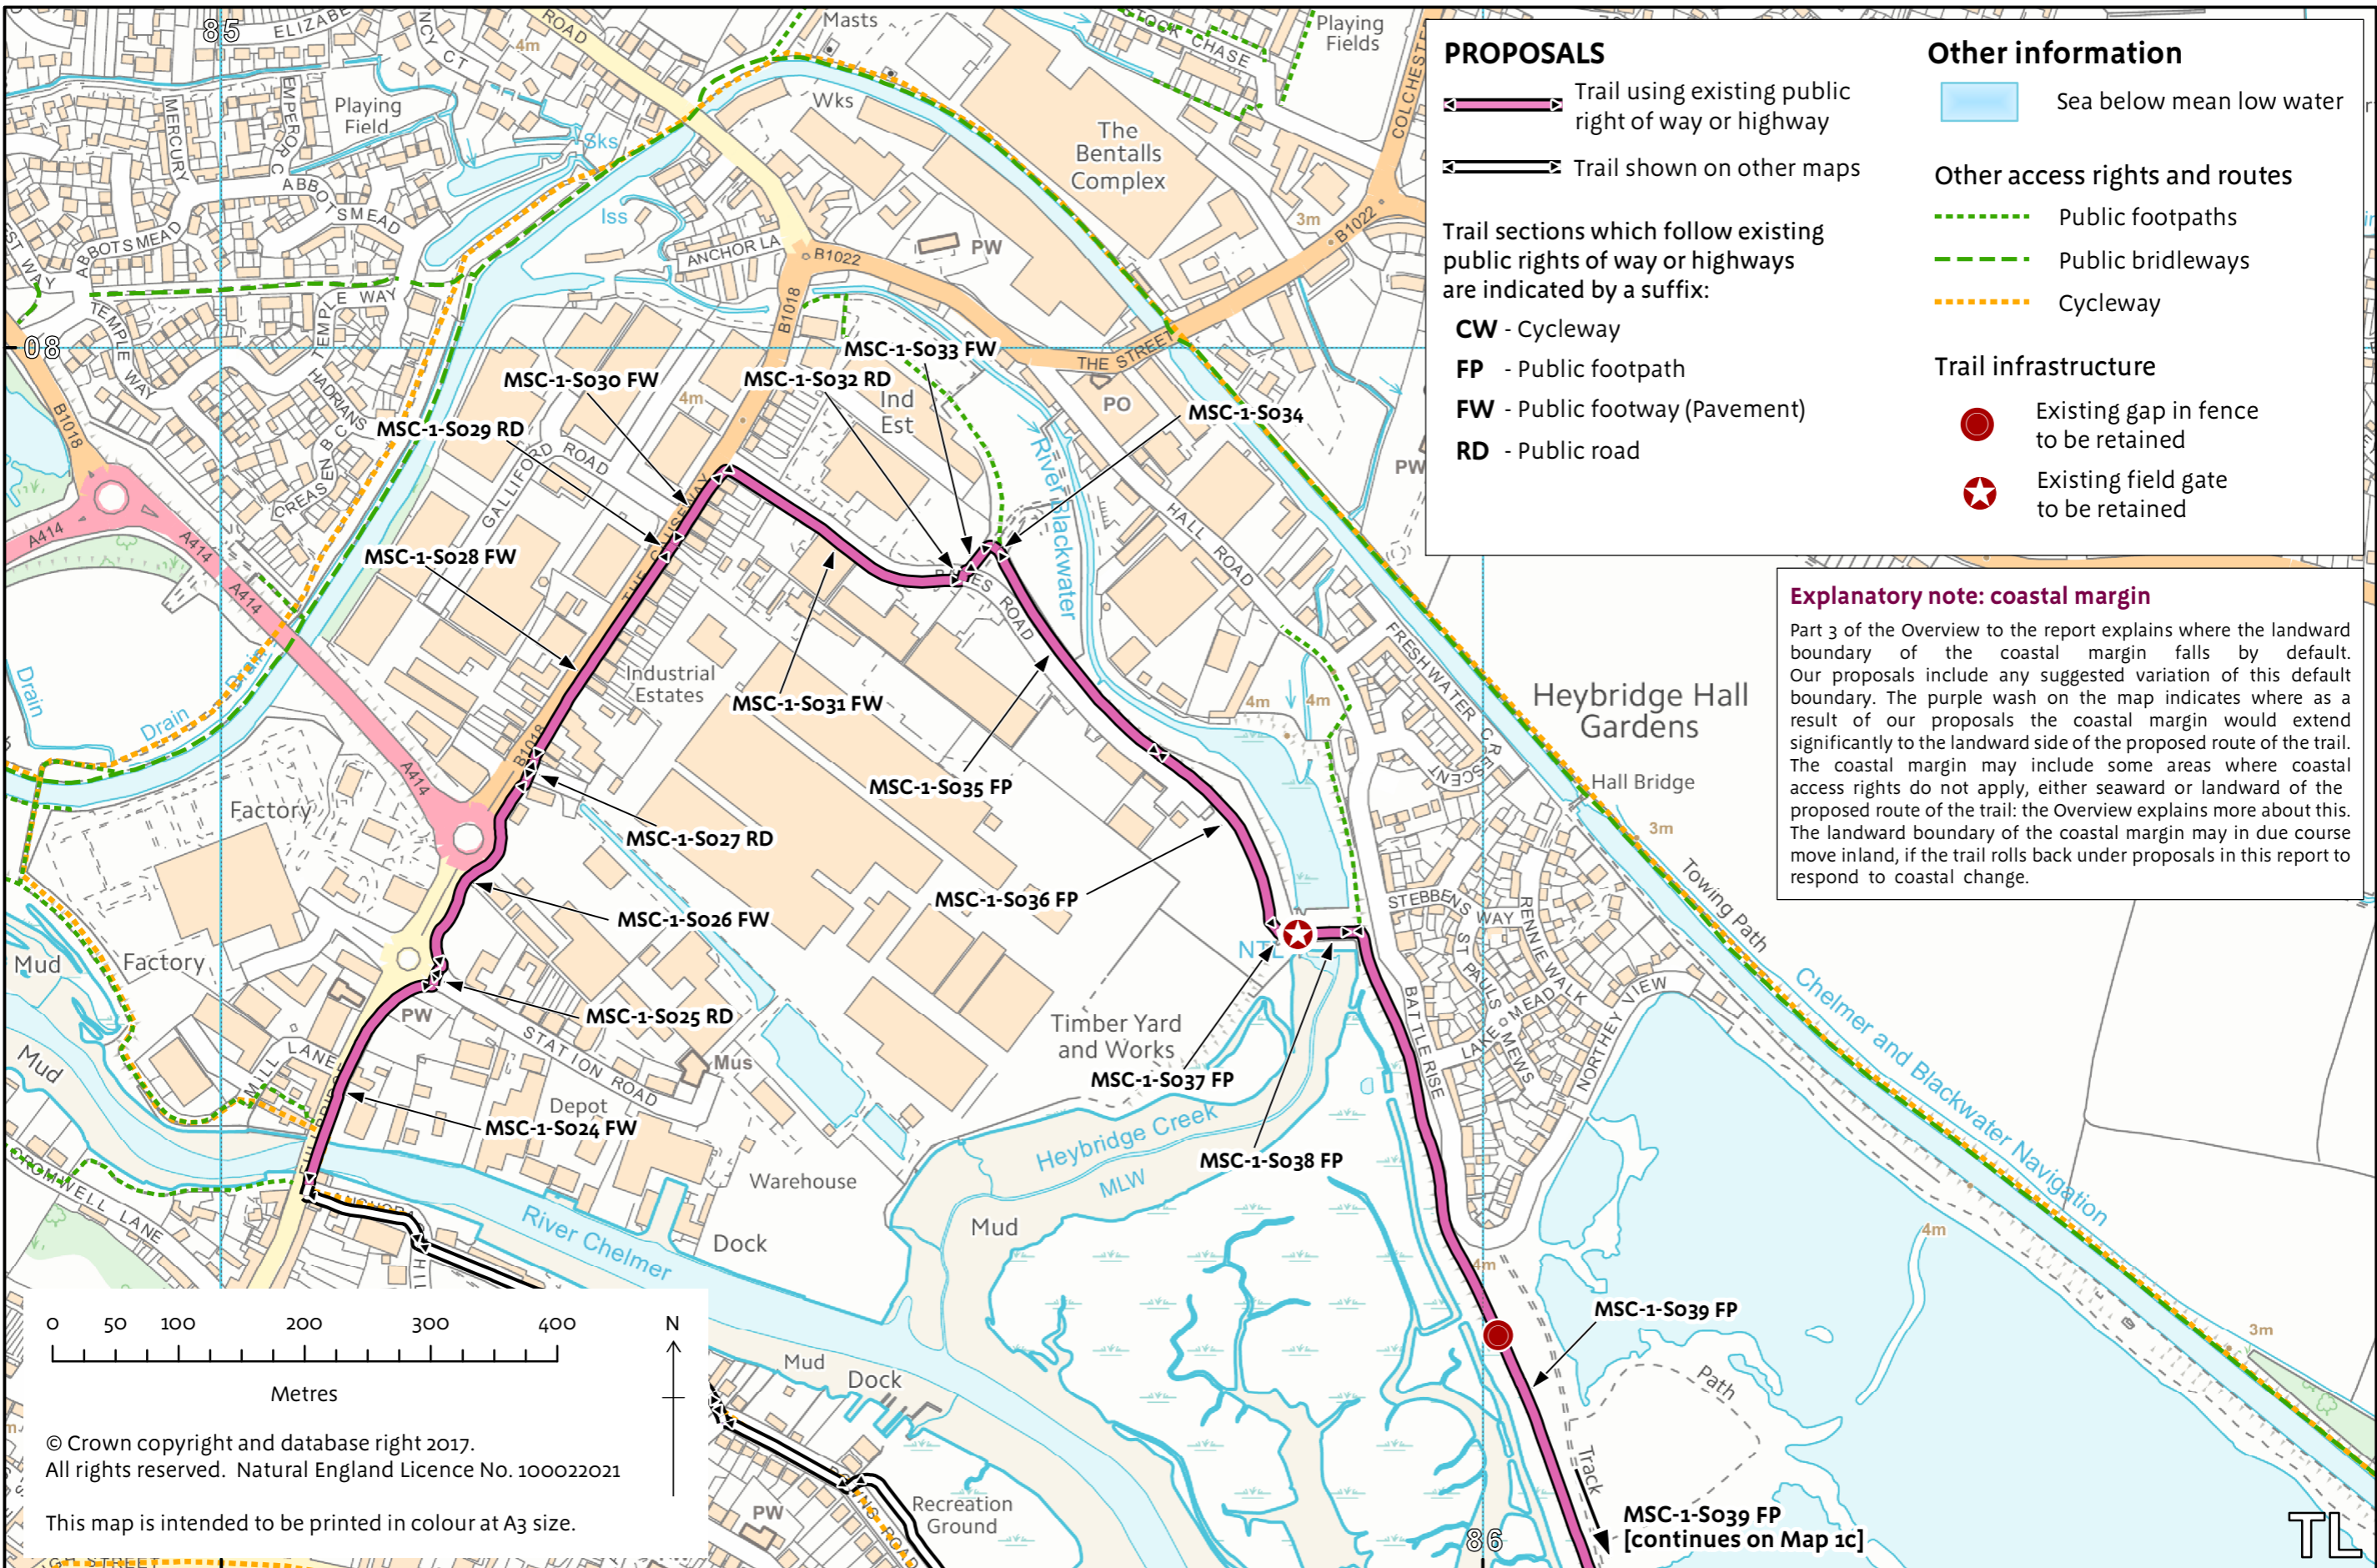 PROPOSALS
Trail using existing public
right of way or highway
Trail shown on other maps
Trail sections which follow existing
public rights of way or highways
are indicated by a suffix:
CW - Cycleway
FP - Public footpath
FW - Public footway (Pavement)
RD - Public road
Other information
Sea below mean low water
Other access rights and routes
Public footpaths
Public bridleways
Cycleway
Trail infrastructure
Existing gap in fence
to be retained
Existing field gate
to be retained
Explanatory note: coastal margin
Part 3 of the Overview to the report explains where the landward
boundary of the coastal margin falls by default.
Our proposals include any suggested variation of this default
boundary. The purple wash on the map indicates where as a
result of our proposals the coastal margin would extend
significantly to the landward side of the proposed route of the trail.
The coastal margin may include some areas where coastal
access rights do not apply, either seaward or landward of the
proposed route of the trail: the Overview explains more about this.
The landward boundary of the coastal margin may in due course
move inland, if the trail rolls back under proposals in this report to
respond to coastal change.
85
ROAD
4m
Masts
STOCK CHASE
Playing
Fields
COLCHESTER
MERCURY
Playing
Field
Sks
Wks
The
Bentalls
Complex
ABBOTSMEAD
ABBOTSMEAD
Iss
ANCHOR LA
B1022
PW
3m
B1022
TEMPLE WAY
TEMPLE WAY
B1018
08
THE STREET
HADRIANS
B1018
MSC-1-S030 FW
MSC-1-S033 FW
MSC-1-S032 RD
4m
Ind
Est
PO
MSC-1-S034
MSC-1-S029 RD
GALLIFORD ROAD
River Blackwater
PW
A414
A414
A414
MSC-1-S028 FW
HALL ROAD
ROAD
Industrial
Estates
MSC-1-S031 FW
Drain
Drain
Drain
B1018
A414
4m
4m
FRESHWATER CRESCENT
Heybridge Hall
Gardens
Hall Bridge
3m
MSC-1-S035 FP
Factory
MSC-1-S027 RD
Towing Path
MSC-1-S036 FP
MSC-1-S026 FW
STEBBENS WAY
RENNIE WALK
ST PAULS
LAKE MEAD
MEWS
NORTHEY VIEW
BATTLE RISE
NTL
Mud
Factory
PW
MSC-1-S025 RD
STATION ROAD
Mus
Timber Yard
and Works
MSC-1-S037 FP
Chelmer and Blackwater Navigation
Mud
MILL LANE
Depot
MSC-1-S024 FW
Heybridge Creek
MLW
MSC-1-S038 FP
Warehouse
Mud
CROMWELL LANE
River Chelmer
Dock
4m
4m
MSC-1-S039 FP
3m
0 50 100 200 300 400
Metres
N
Mud
Dock
Path
Track
© Crown copyright and database right 2017.
All rights reserved. Natural England Licence No. 100022021
This map is intended to be printed in colour at A3 size.
PW
Recreation
Ground
86
MSC-1-S039 FP
[continues on Map 1c]
TL